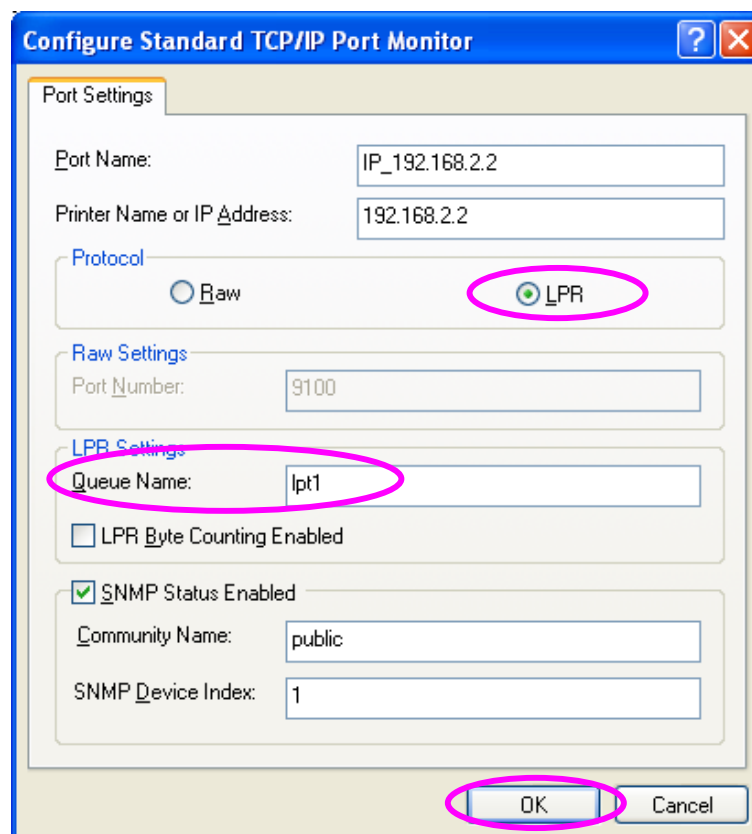 Configure Standard TCP/IP Port Monitor
Port Settings
Port Name: IP_192.168.2.2
Printer Name or IP Address: 192.168.2.2
Protocol
Raw LPR
Raw Settings
Port Number: 9100
LPR Settings
Queue Name: lpt1
LPR Byte Counting Enabled
SNMP Status Enabled
Community Name: public
SNMP Device Index: 1
OK Cancel